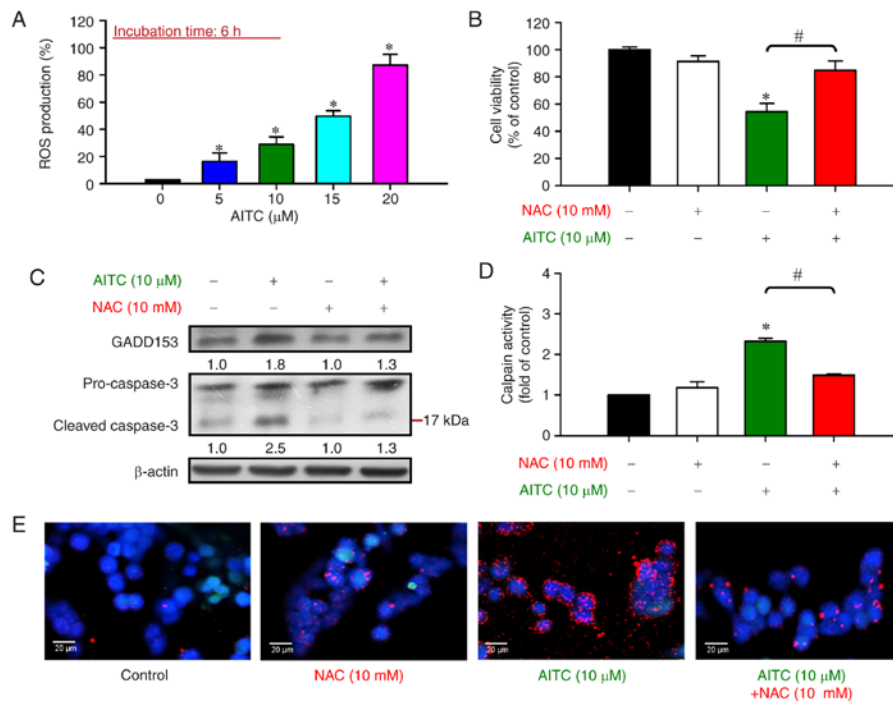 A
Incubation time: 6 h
ROS production (%)
120
100
80
60
40
20
0
*
*
*
*
0 5 10 15 20
AITC (μM)
B
Cell viability
(% of control)
120
100
80
60
40
20
0
*
#
NAC (10 mM) – + – +
AITC (10 μM) – – + +
C
AITC (10 μM) – + – +
NAC (10 mM) – – + +
GADD153
1.0 1.8 1.0 1.3
Pro-caspase-3
Cleaved caspase-3
17 kDa
1.0 2.5 1.0 1.3
β-actin
D
Calpain activity
(fold of control)
4
3
2
1
0
*
#
NAC (10 mM) – + – +
AITC (10 μM) – – + +
E
20 μm
20 μm
20 μm
20 μm
Control
NAC (10 mM)
AITC (10 μM)
AITC (10 μM)
+NAC (10 mM)